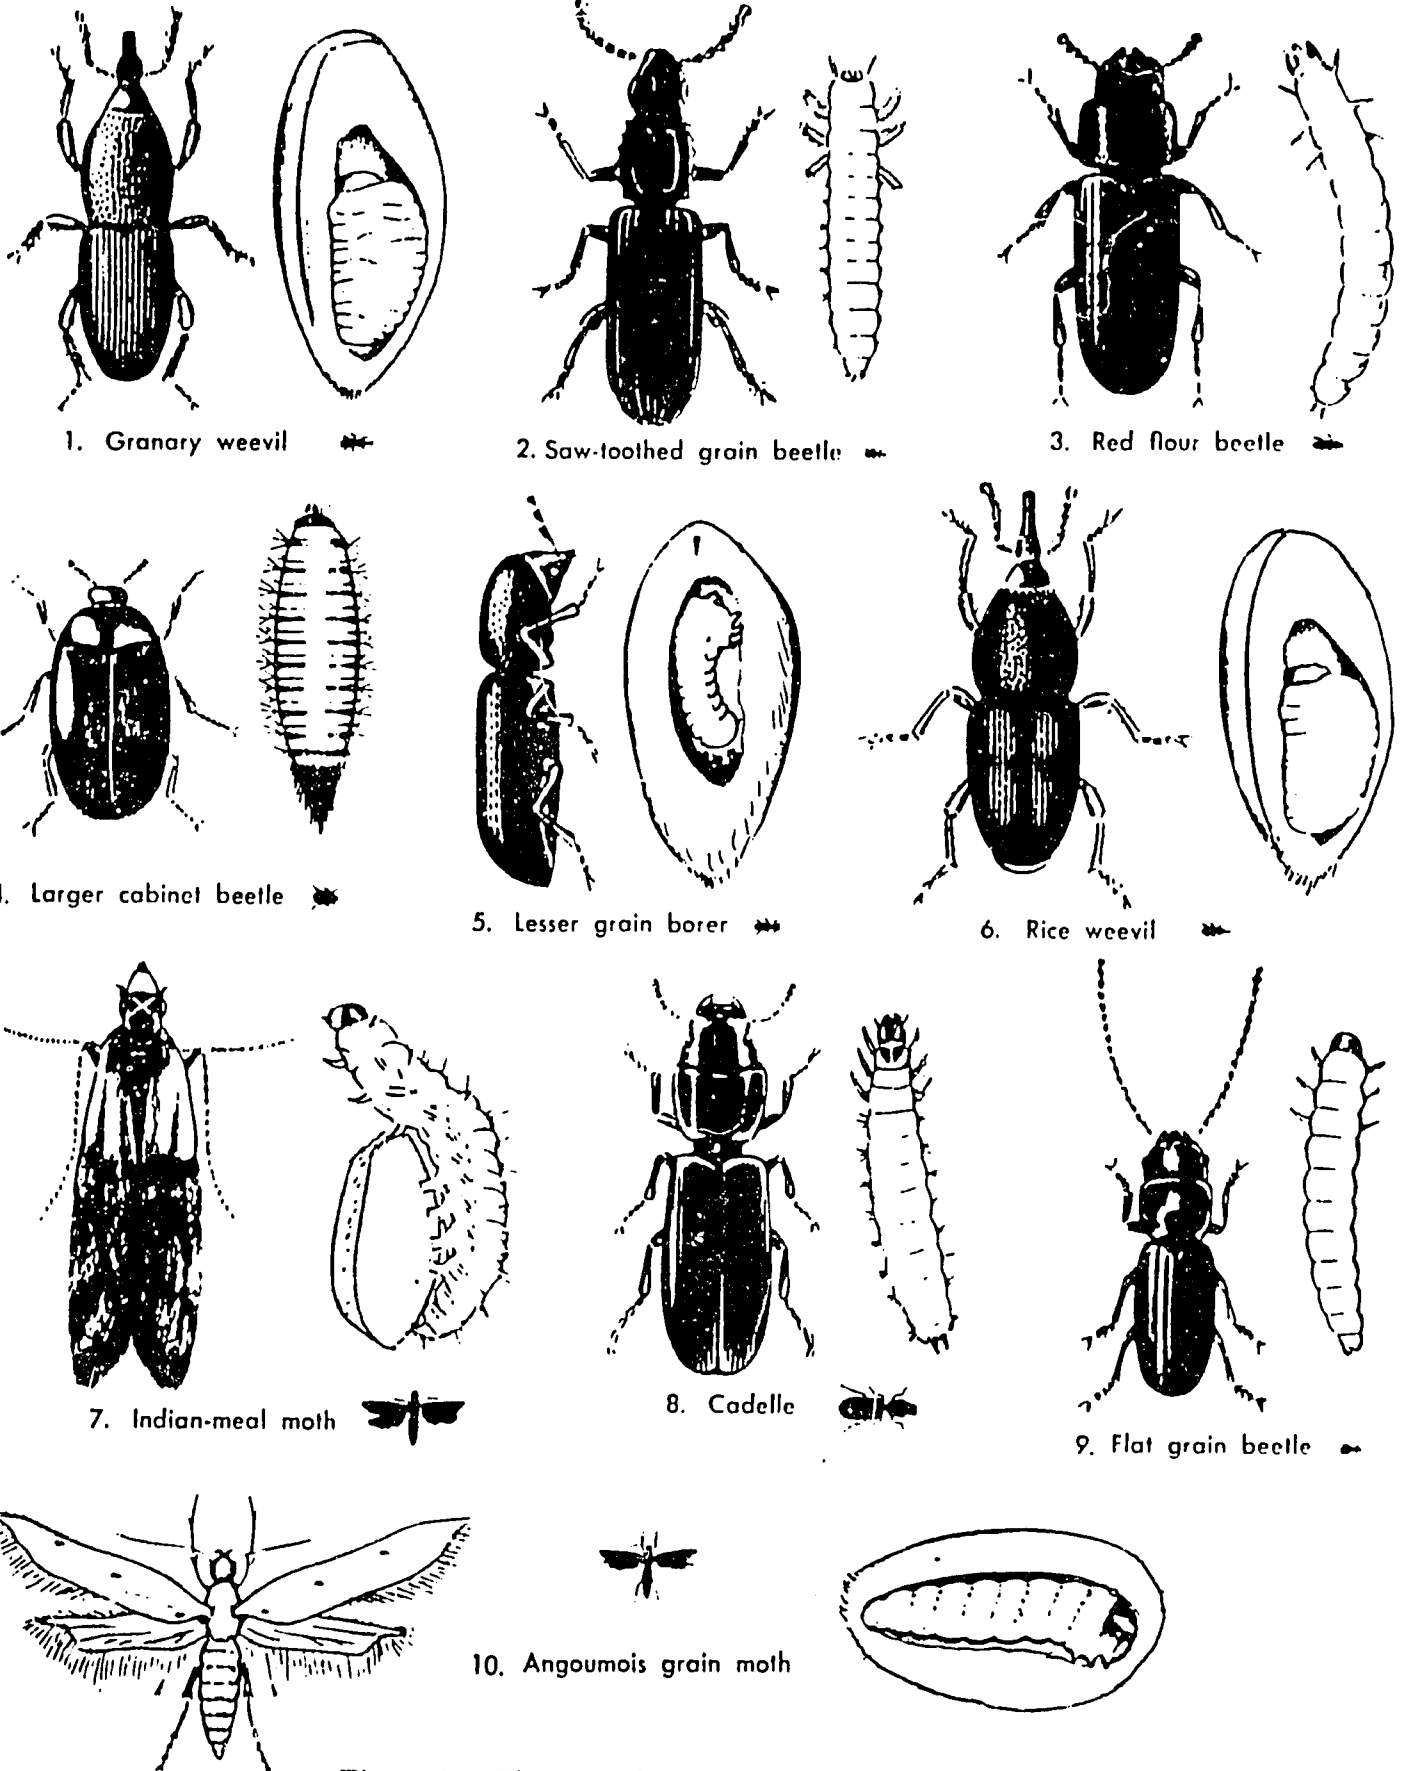 1. Granary weevil
2. Saw-toothed grain beetle
3. Red flour beetle
. Larger cabinet beetle
5. Lesser grain borer
6. Rice weevil
7. Indian-meal moth
8. Cadelle
9. Flat grain beetle
10. Angoumois grain moth